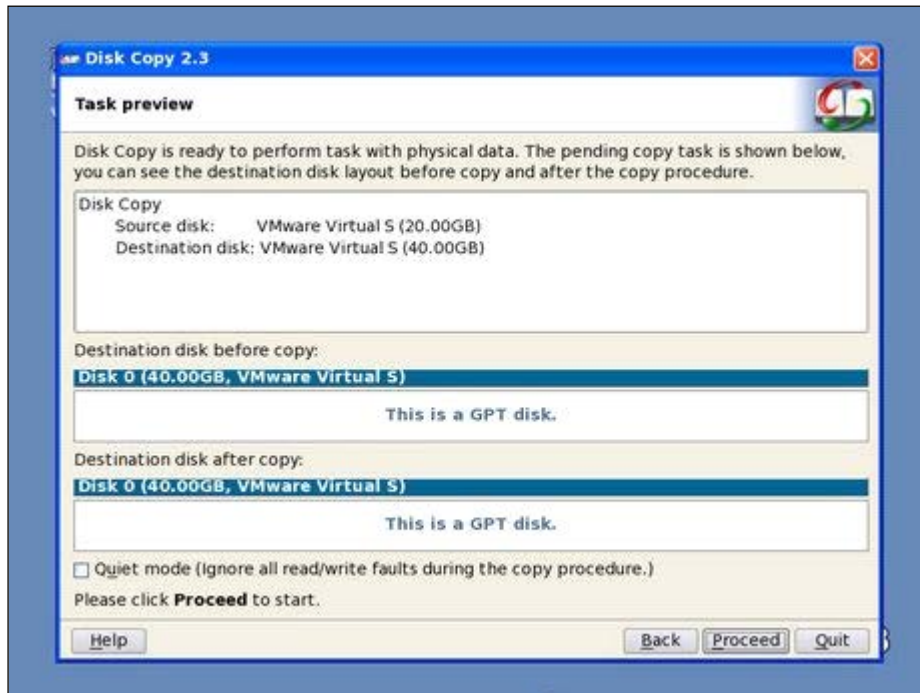 Disk Copy 2.3
Task preview
Disk Copy is ready to perform task with physical data. The pending copy task is shown below,
you can see the destination disk layout before copy and after the copy procedure.
Disk Copy
Source disk: VMware Virtual S (20.00GB)
Destination disk: VMware Virtual S (40.00GB)
Destination disk before copy:
Disk 0 (40.00GB, VMware Virtual S)
This is a GPT disk.
Destination disk after copy:
Disk 0 (40.00GB, VMware Virtual S)
This is a GPT disk.
Quiet mode (Ignore all read/write faults during the copy procedure.)
Please click Proceed to start.
Help Back Proceed Quit